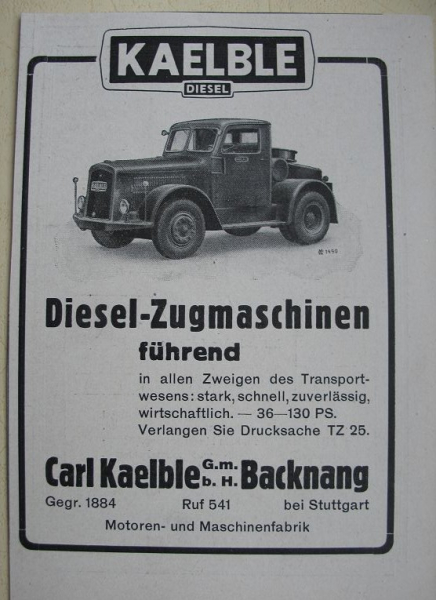 KAELBLE
DIESEL
KAELBLE
Diesel-Zugmaschinen
führend
in allen Zweigen des Transport-
wesens: stark, schnell, zuverlässig,
wirtschaftlich. — 36—130 PS.
Verlangen Sie Drucksache TZ 25.
Carl Kaelble G.m.b.H. Backnang
Gegr. 1884 Ruf 541 bei Stuttgart
Motoren- und Maschinenfabrik